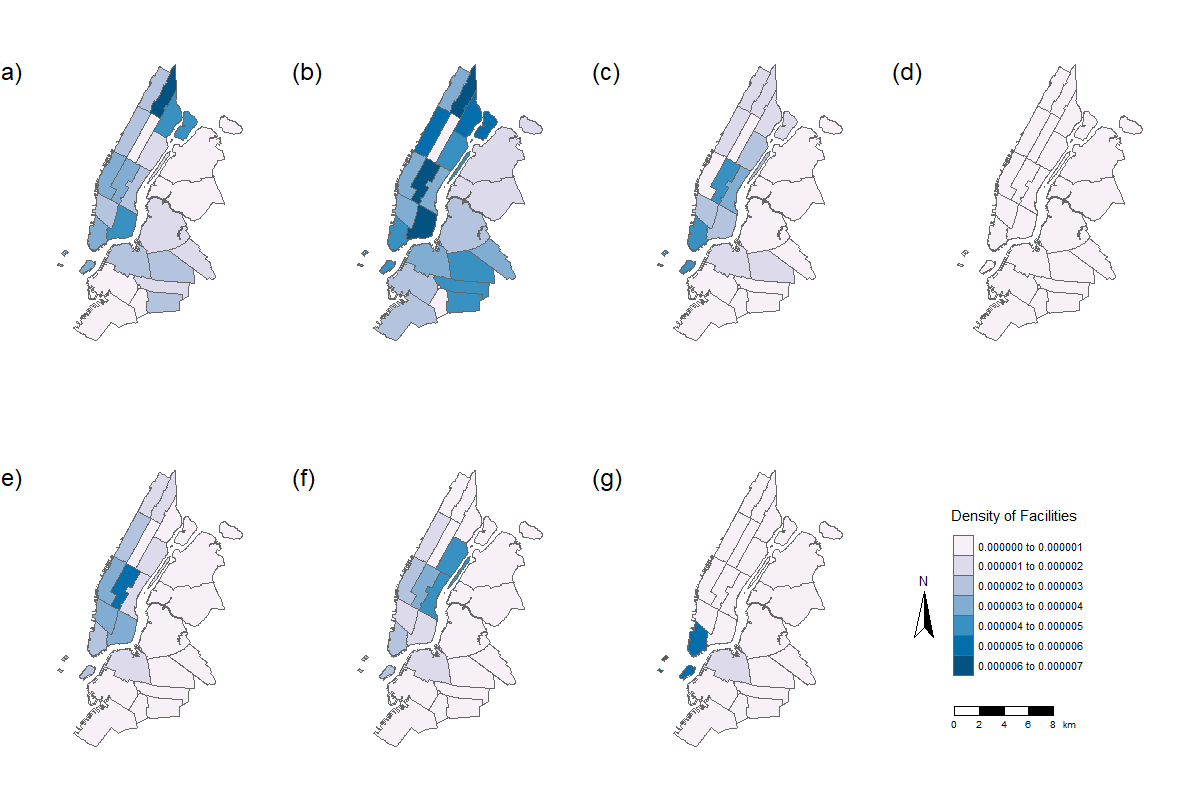 a)
(b)
(c)
(d)
e)
(f)
(g)
Density of Facilities
0.000000 to 0.000001
0.000001 to 0.000002
0.000002 to 0.000003
0.000003 to 0.000004
0.000004 to 0.000005
0.000005 to 0.000006
0.000006 to 0.000007
N
0 2 4 6 8 km